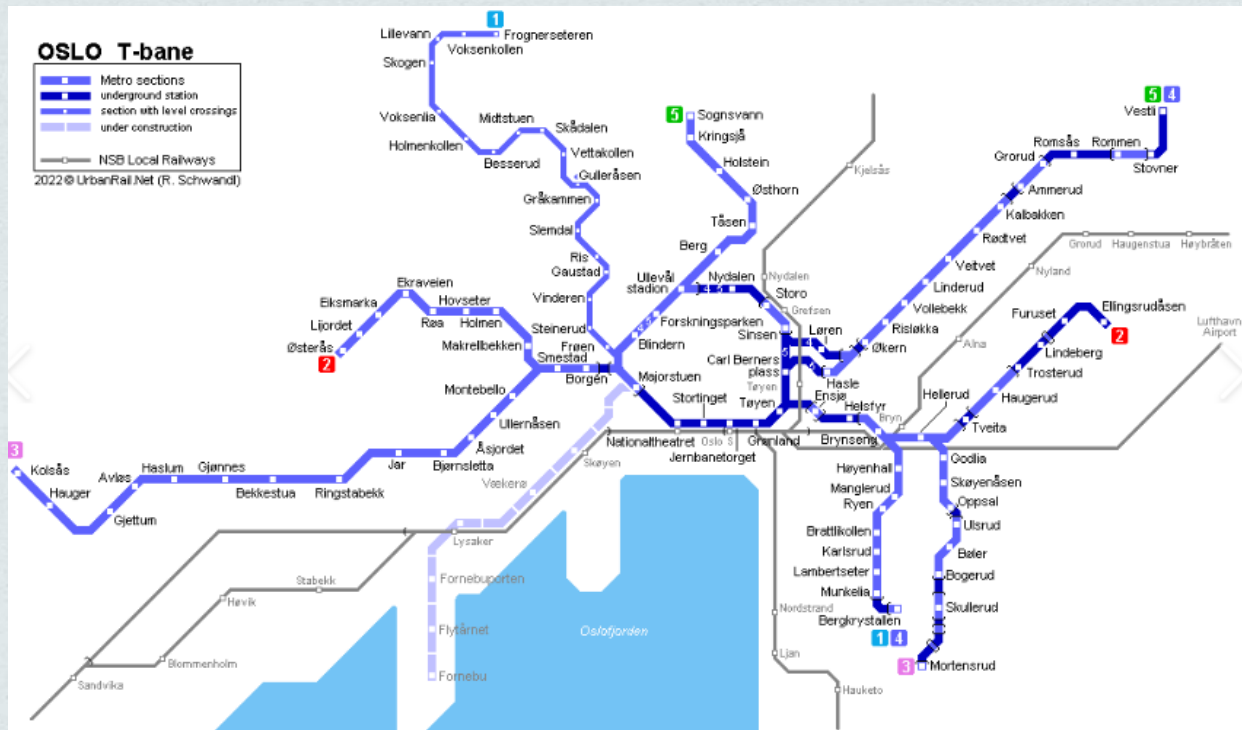 OSLO T-bane
Metro sections
underground station
section with level crossings
under construction
NSB Local Railways
2022 © UrbanRail.Net (R. Schwandl)
1
Frognerseteren
Lillevann
Voksenkollen
Skogen
Voksenlia
Holmenkollen
Midtstuen
Besserud
Skådalen
Vettakollen
Gulleråsen
Gråkammen
Slemdal
Ris
Gaustad
Vinderen
Steinerud
Frøen
5
Sognsvann
Kringsjå
Holstein
Østhorn
Tåsen
Berg
Ullevål
stadion
Nydalen
4 5
Forskningsparken
Blindern
4 5
Storo
Sinsen
Løren
Carl Berners
plass
Hasle
5
Tøyen
Ensjø
Helsfyr
Brynseng
Hellerud
5 4
Vestli
Stovner
Rommen
Romsås
Grorud
Ammerud
Kalbakken
Rødtvet
Veitvet
Linderud
Vollebekk
Risløkka
Økern
Ellingsrudåsen
2
Furuset
Lindeberg
Trosterud
Haugerud
Tveita
Godlia
Skøyenåsen
Oppsal
Ulsrud
Bøler
Bogerud
Skullerud
3
Mortensrud
Høyenhall
Manglerud
Ryen
Brattlikollen
Karlsrud
Lambertseter
Munkelia
Bergkrystallen
1 4
Majorstuen
Nationaltheatret
Stortinget
Jernbanetorget
Grønland
Ekraveien
Eiksmarka
Lijordet
Østerås
2
Røa
Hovseter
Holmen
Makrellbekken
Smestad
Borgen
Montebello
Ullernåsen
Åsjordet
Bjørnsletta
Jar
Ringstabekk
Bekkestua
Gjønnes
Haslum
Avløs
Gjettum
Hauger
Kolsås
3
Skøyen
Vækerø
Lysaker
Fornebuporten
Flytårnet
Fornebu
Stabekk
Høvik
Blommenholm
Sandvika
Oslofjorden
Oslo S
Kjelsås
Nydalen
Grefsen
Tøyen
Bryn
Alna
Nyland
Grorud
Haugenstua
Høybråten
Lufthavn
Airport
Nordstrand
Ljan
Hauketo